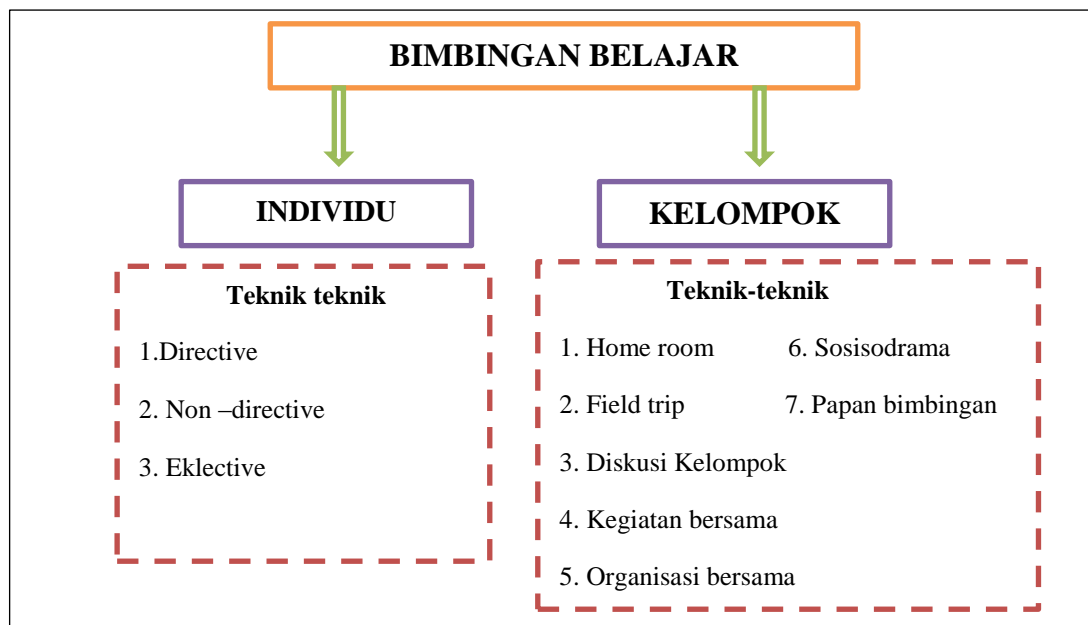 BIMBINGAN BELAJAR
INDIVIDU
Teknik teknik
1.Directive
2. Non –directive
3. Eklective
KELOMPOK
Teknik-teknik
1. Home room
2. Field trip
3. Diskusi Kelompok
4. Kegiatan bersama
5. Organisasi bersama
6. Sosisodrama
7. Papan bimbingan